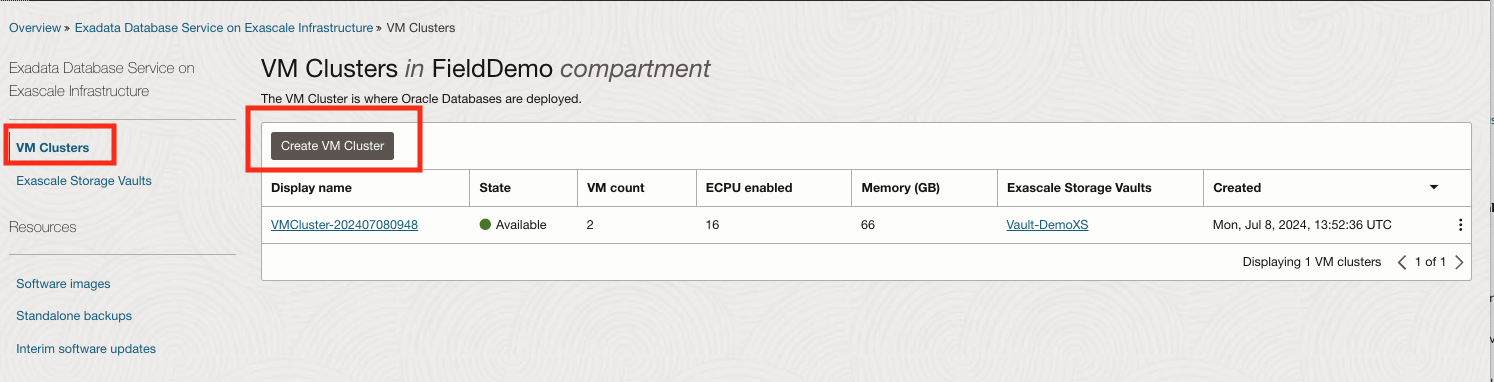 Overview » Exadata Database Service on Exascale Infrastructure » VM Clusters
Exadata Database Service on
Exascale Infrastructure
VM Clusters
Exascale Storage Vaults
Resources
Software images
Standalone backups
Interim software updates
VM Clusters in FieldDemo compartment
The VM Cluster is where Oracle Databases are deployed.
Create VM Cluster
Display name State VM count ECPU enabled Memory (GB) Exascale Storage Vaults Created
VMCluster-202407080948 Available 2 16 66 Vault-DemoXS Mon, Jul 8, 2024, 13:52:36 UTC
Displaying 1 VM clusters 1 of 1